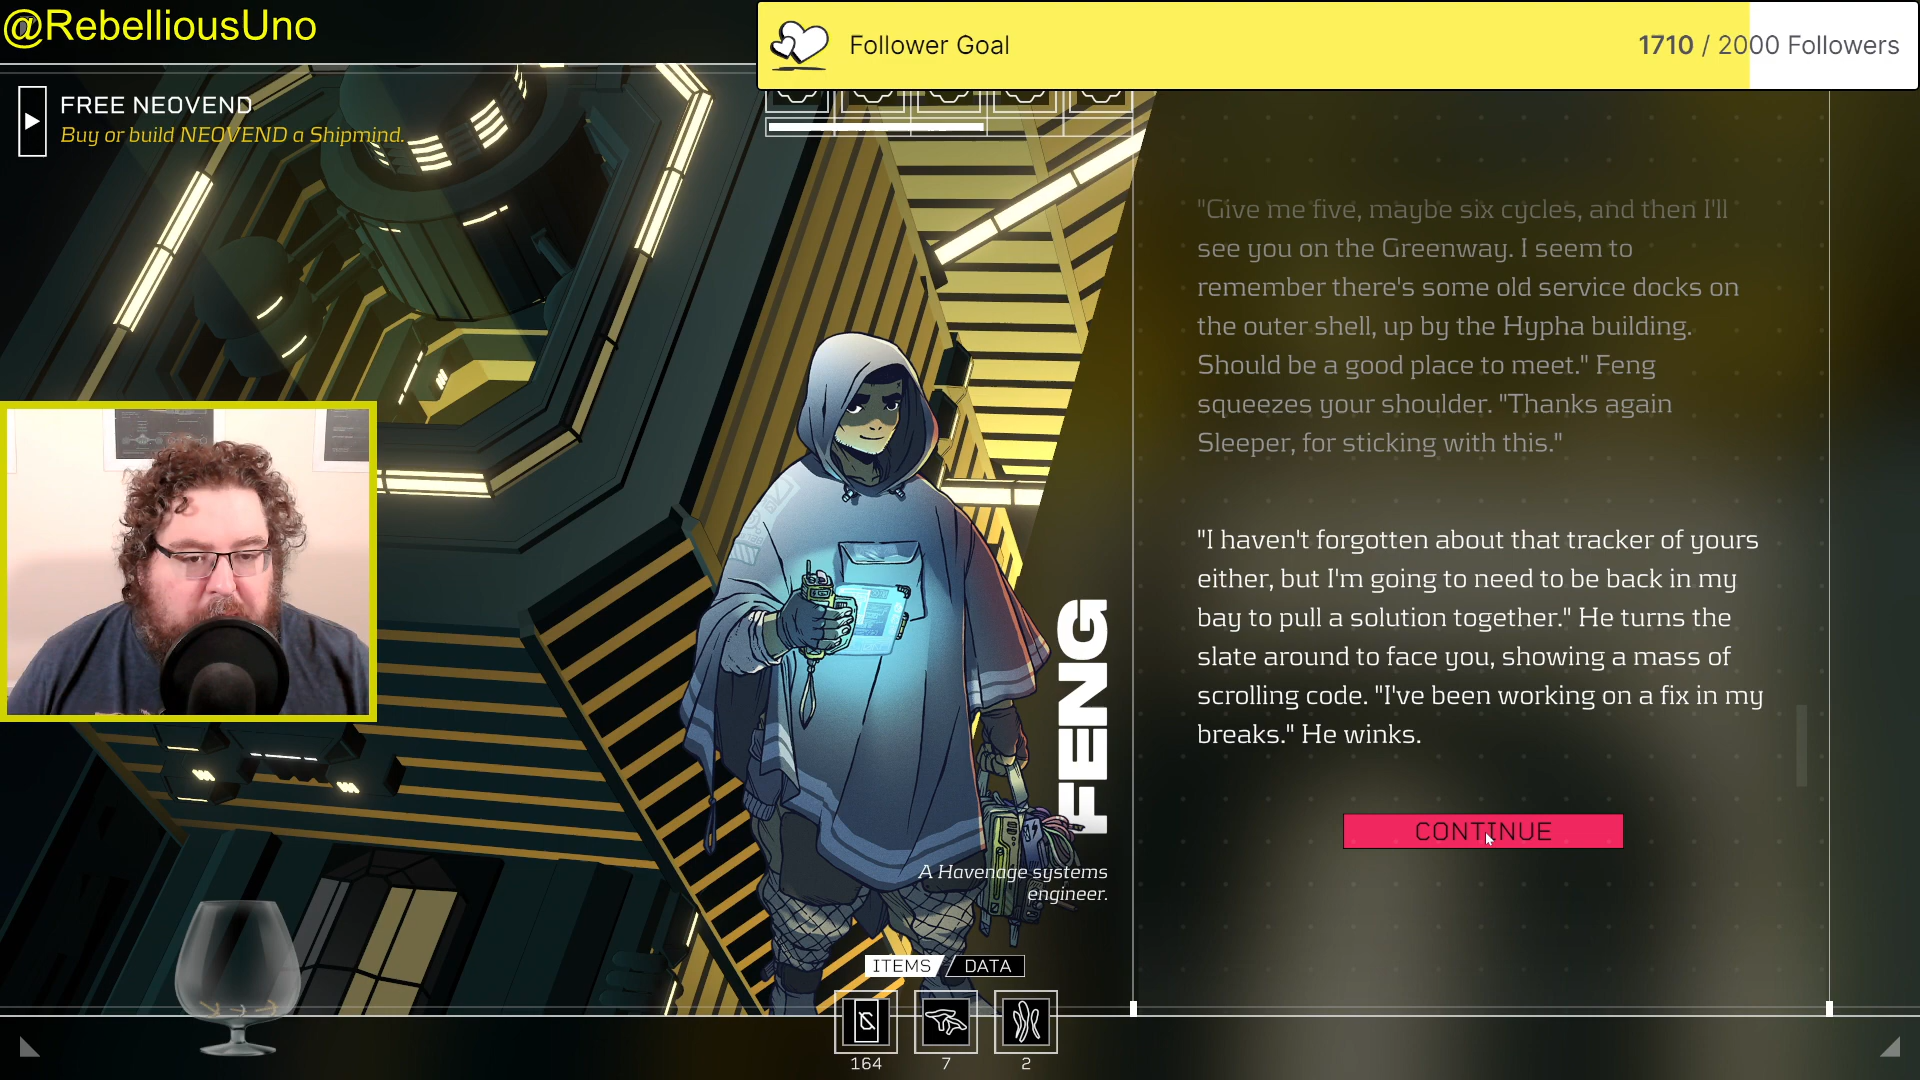 @RebelliousUno
Follower Goal
1710 / 2000 Followers
FREE NEOVEND
Buy or build NEOVEND a Shipmind.
"Give me five, maybe six cycles, and then I'll
see you on the Greenway. I seem to
remember there's some old service docks on
the outer shell, up by the Hypha building.
Should be a good place to meet." Feng
squeezes your shoulder. "Thanks again
Sleeper, for sticking with this."
"I haven't forgotten about that tracker of yours
either, but I'm going to need to be back in my
bay to pull a solution together." He turns the
slate around to face you, showing a mass of
scrolling code. "I've been working on a fix in my
breaks." He winks.
CONTINUE
FENG
A Havenage systems
engineer.
ITEMS / DATA
164
7
2